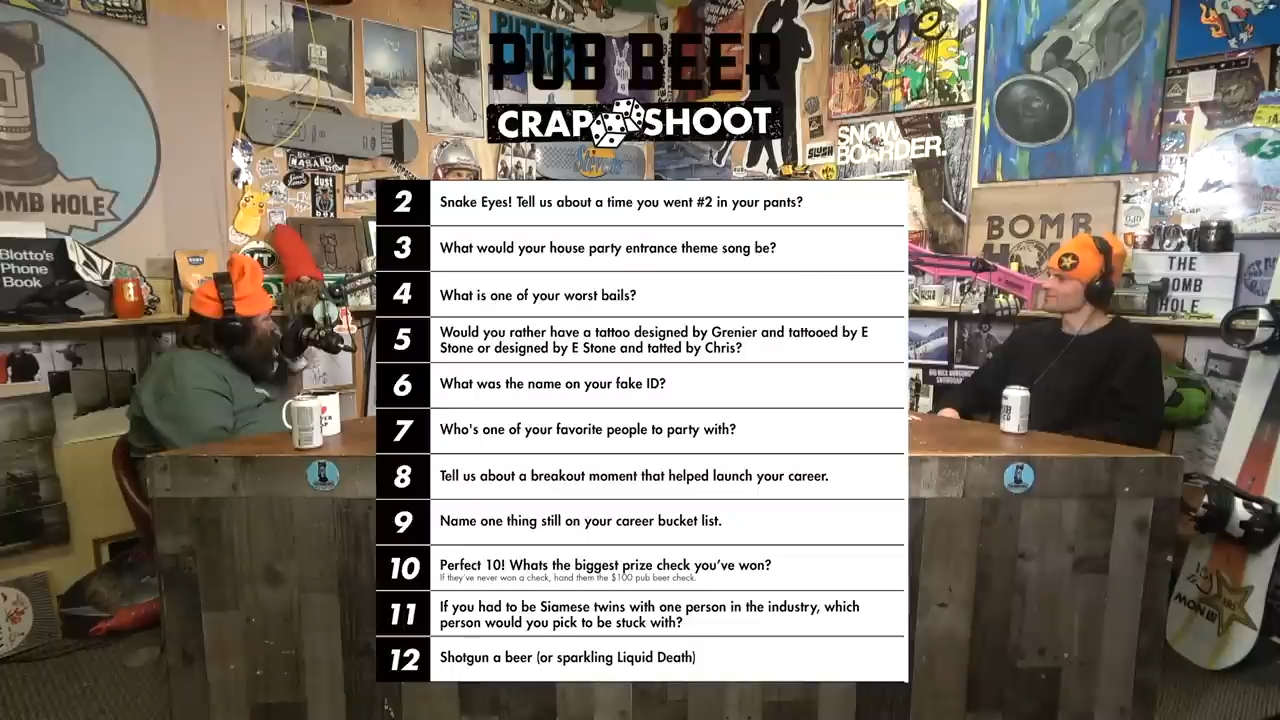 PUB BEER
CRAP SHOOT
SNOW
BOARDER.
NAHANO
dust
box
OMB HOLE
Blotto's
Phone
Book
VT
BOMB
THE
BOMB
HOLE
2 Snake Eyes! Tell us about a time you went #2 in your pants?
3 What would your house party entrance theme song be?
4 What is one of your worst bails?
5 Would you rather have a tattoo designed by Grenier and tattooed by E
Stone or designed by E Stone and tatted by Chris?
6 What was the name on your fake ID?
7 Who's one of your favorite people to party with?
8 Tell us about a breakout moment that helped launch your career.
9 Name one thing still on your career bucket list.
10 Perfect 10! Whats the biggest prize check you've won?
If they've never won a check, hand them the $100 pub beer check.
11 If you had to be Siamese twins with one person in the industry, which
person would you pick to be stuck with?
12 Shotgun a beer (or sparkling Liquid Death)